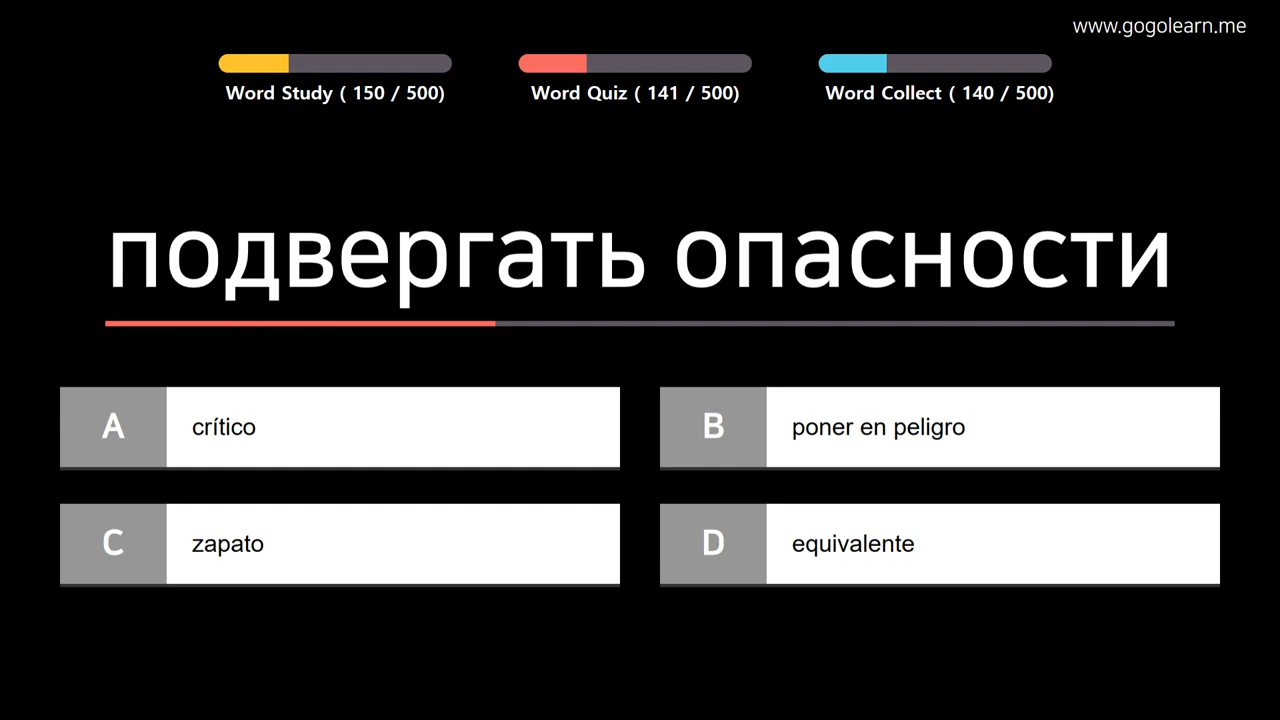 www.gogolearn.me
Word Study ( 150 / 500)
Word Quiz ( 141 / 500)
Word Collect ( 140 / 500)
подвергать опасности
A crítico
B poner en peligro
C zapato
D equivalente